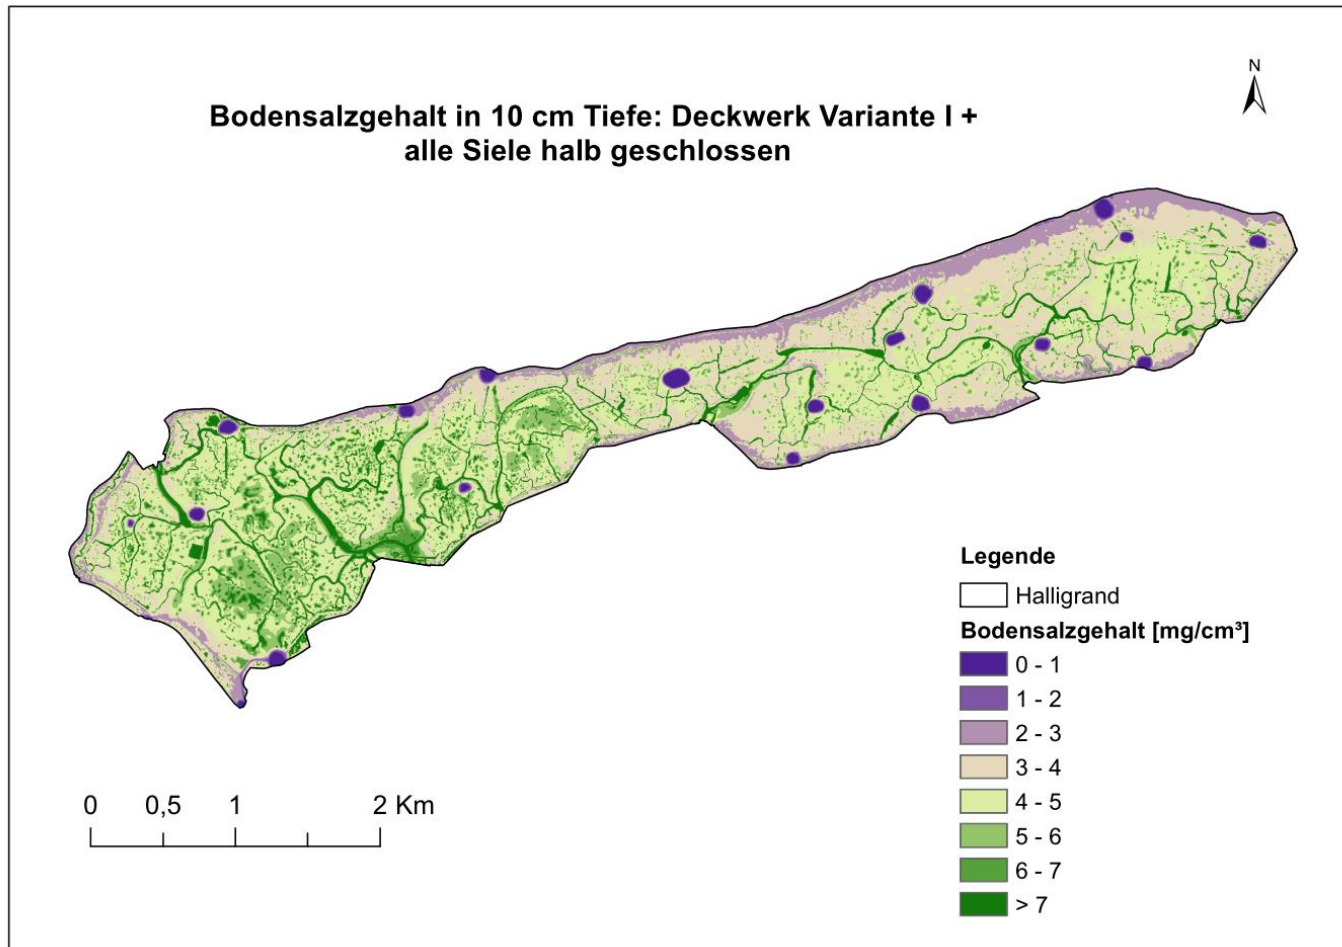 N
Bodensalzgehalt in 10 cm Tiefe: Deckwerk Variante I +
alle Siele halb geschlossen
Legende
Halligrand
Bodensalzgehalt [mg/cm³]
0 - 1
1 - 2
2 - 3
3 - 4
4 - 5
5 - 6
6 - 7
> 7
0 0,5 1 2 Km